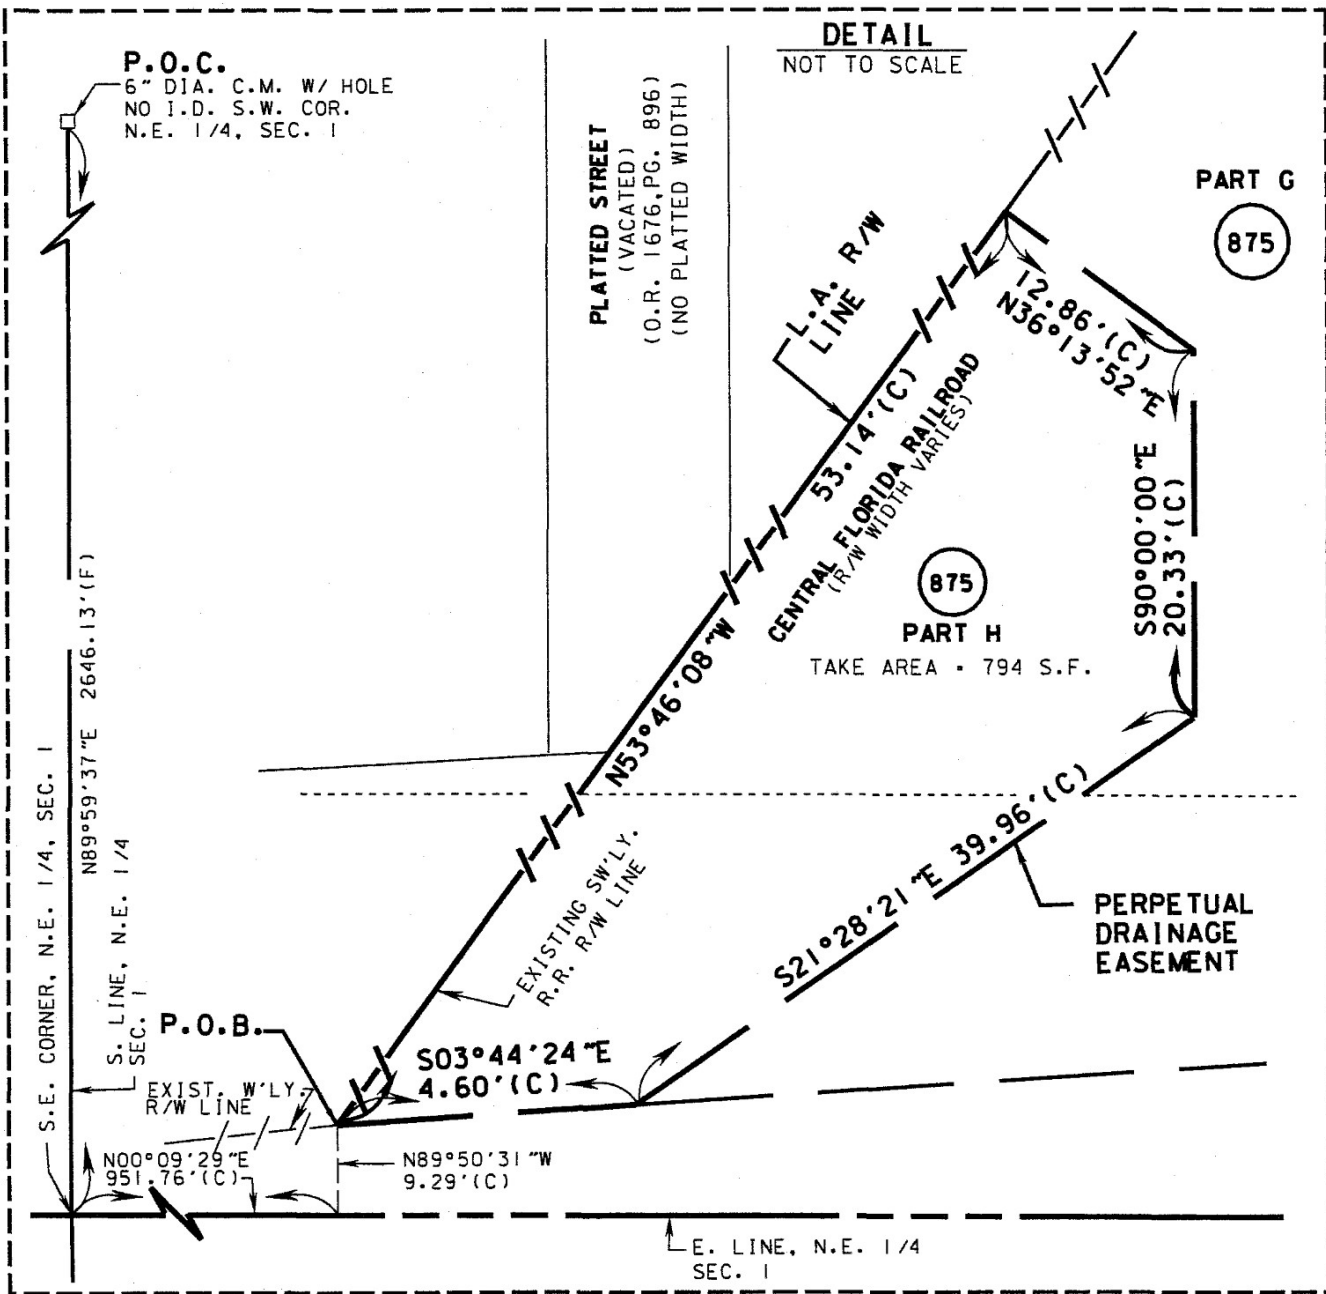 DETAIL
NOT TO SCALE
P.O.C.
6" DIA. C.M. W/ HOLE
NO I.D. S.W. COR.
N.E. 1/4, SEC. 1
PLATTED STREET
(VACATED)
(O.R. 1676,PG. 896)
(NO PLATTED WIDTH)
PART G
875
L.A. R/W
LINE
12.86'(C)
N36°13'52"E
53.14'(C)
N53°46'08"W
CENTRAL FLORIDA RAILROAD
(R/W WIDTH VARIES)
S90°00'00"E
20.33'(C)
875
PART H
TAKE AREA = 794 S.F.
S.E. CORNER, N.E. 1/4, SEC. 1
N89°59'37"E 2646.13'(F)
S. LINE, N.E. 1/4
SEC. 1
EXISTING SW'LY.
R.R. R/W LINE
S21°28'21"E 39.96'(C)
PERPETUAL
DRAINAGE
EASEMENT
P.O.B.
S03°44'24"E
4.60'(C)
EXIST. W'LY.
R/W LINE
N00°09'29"E
951.76'(C)
N89°50'31"W
9.29'(C)
E. LINE, N.E. 1/4
SEC. 1